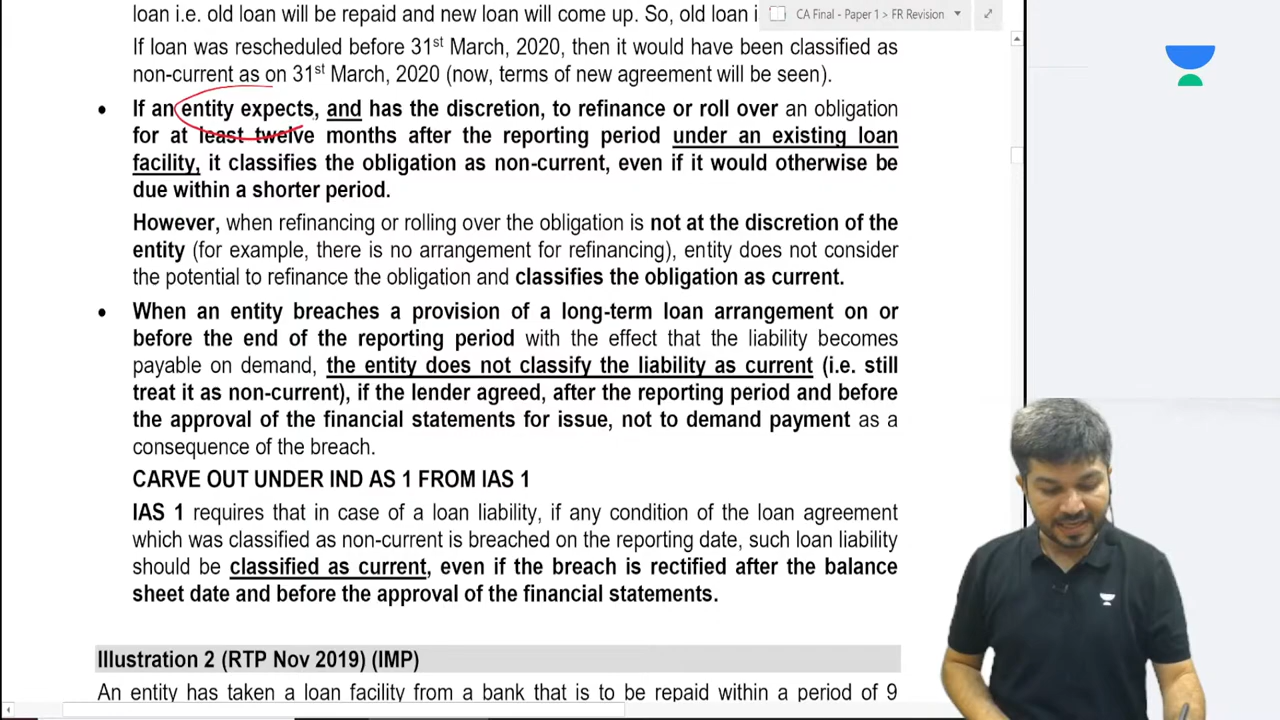 loan i.e. old loan will be repaid and new loan will come up. So, old loan i
CA Final - Paper 1 > FR Revision
If loan was rescheduled before 31st March, 2020, then it would have been classified as
non-current as on 31st March, 2020 (now, terms of new agreement will be seen).
• If an entity expects, and has the discretion, to refinance or roll over an obligation
for at least twelve months after the reporting period under an existing loan
facility, it classifies the obligation as non-current, even if it would otherwise be
due within a shorter period.
However, when refinancing or rolling over the obligation is not at the discretion of the
entity (for example, there is no arrangement for refinancing), entity does not consider
the potential to refinance the obligation and classifies the obligation as current.
• When an entity breaches a provision of a long-term loan arrangement on or
before the end of the reporting period with the effect that the liability becomes
payable on demand, the entity does not classify the liability as current (i.e. still
treat it as non-current), if the lender agreed, after the reporting period and before
the approval of the financial statements for issue, not to demand payment as a
consequence of the breach.
CARVE OUT UNDER IND AS 1 FROM IAS 1
IAS 1 requires that in case of a loan liability, if any condition of the loan agreement
which was classified as non-current is breached on the reporting date, such loan liability
should be classified as current, even if the breach is rectified after the balance
sheet date and before the approval of the financial statements.
Illustration 2 (RTP Nov 2019) (IMP)
An entity has taken a loan facility from a bank that is to be repaid within a period of 9